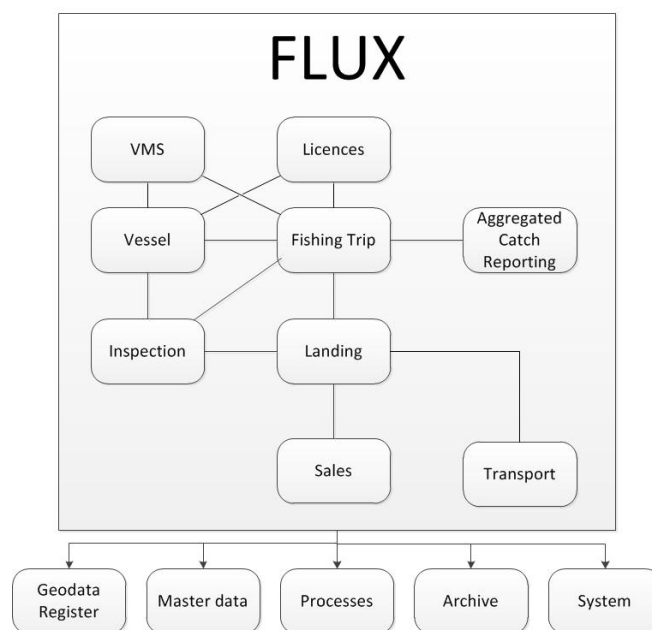 FLUX
VMS
Licences
Vessel
Fishing Trip
Aggregated
Catch
Reporting
Inspection
Landing
Sales
Transport
Geodata
Register
Master data
Processes
Archive
System